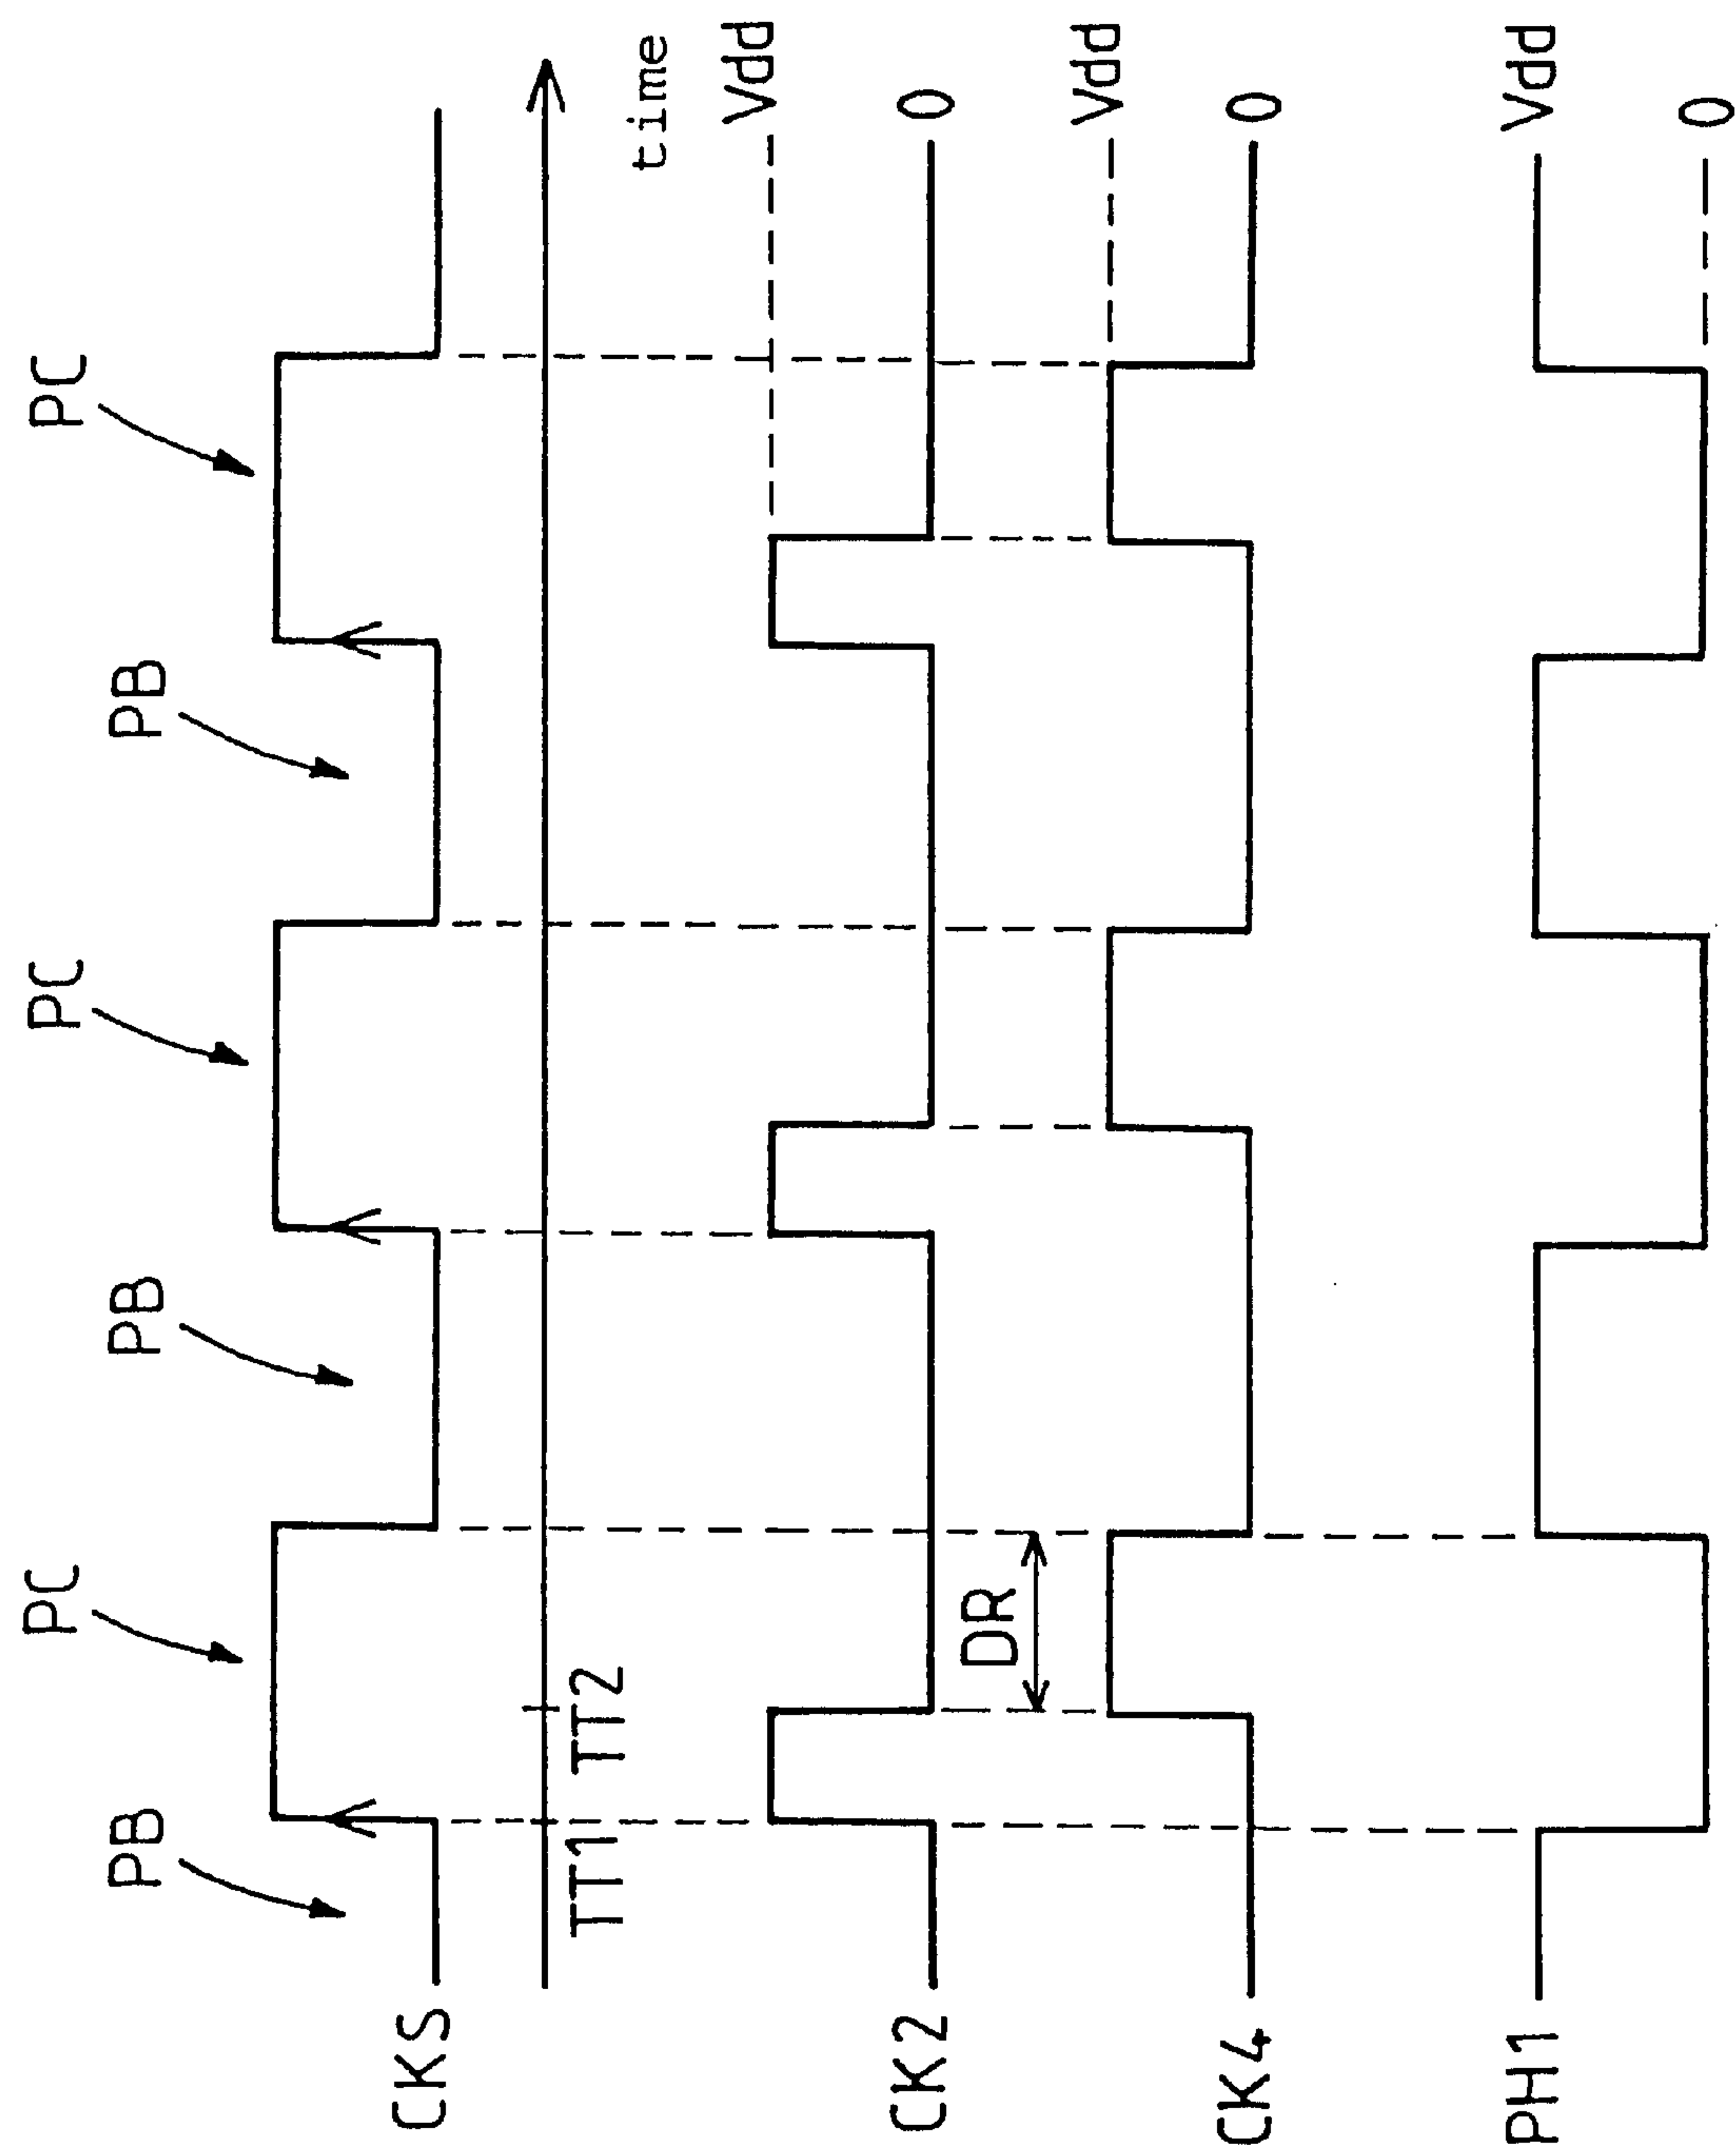 PB PC PB PC PB PC
CKS
TT1 TT2
time
CK2
Vdd
0
DR
CK4
Vdd
0
PH1
Vdd
0